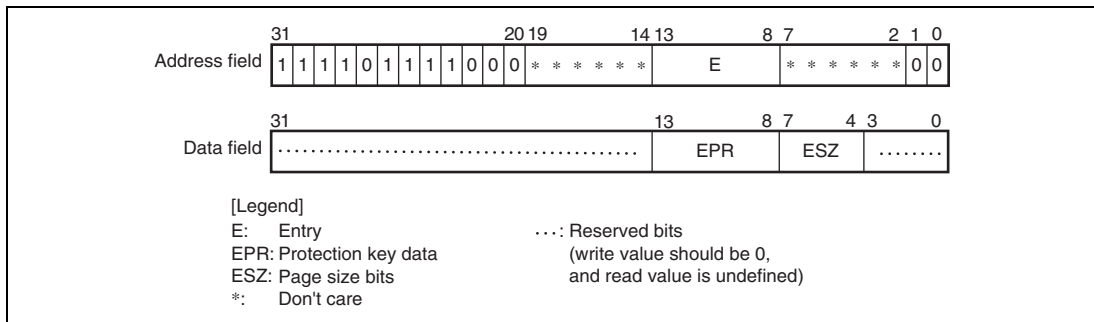 31 20 19 14 13 8 7 2 1 0
Address field 1 1 1 1 0 1 1 1 1 0 0 0 * * * * * * E * * * * * * 0 0
31 13 8 7 4 3 0
Data field ................................................ EPR ESZ ........
[Legend]
E: Entry
EPR: Protection key data
ESZ: Page size bits
*: Don't care
...: Reserved bits
(write value should be 0,
and read value is undefined)